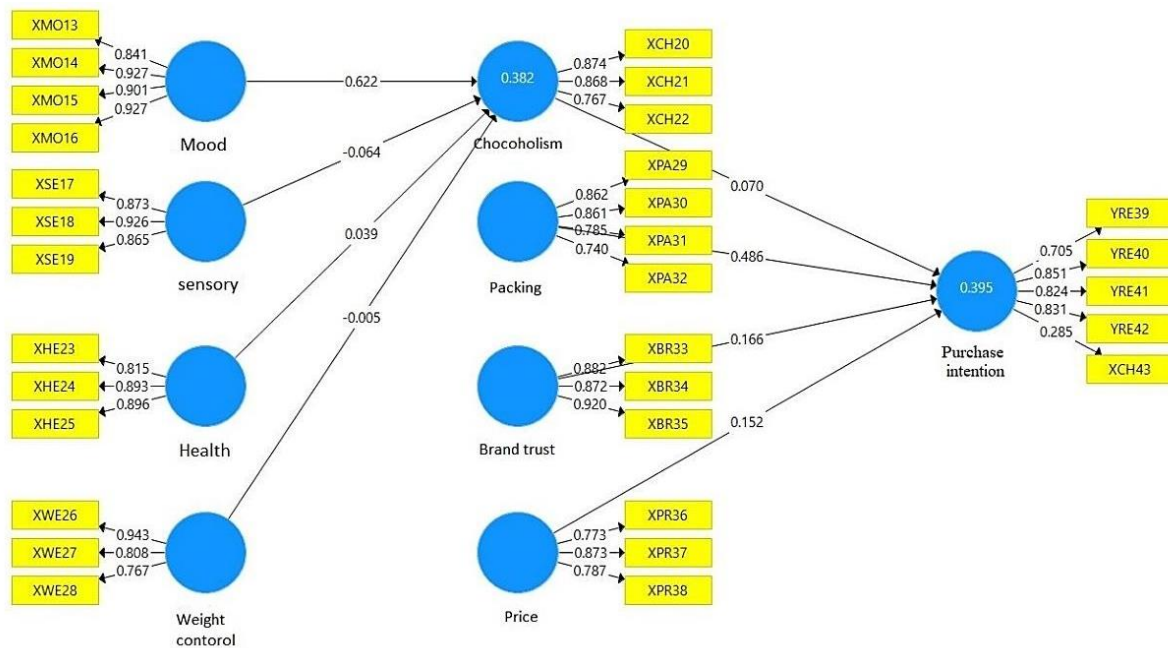 XMO13
XMO14
XMO15
XMO16
0.841
0.927
0.901
0.927
Mood
XSE17
XSE18
XSE19
0.873
0.926
0.865
sensory
XHE23
XHE24
XHE25
0.815
0.893
0.896
Health
XWE26
XWE27
XWE28
0.943
0.808
0.767
Weight
contorol
0.622
-0.064
0.039
-0.005
0.382
Chocoholism
0.874
0.868
0.767
XCH20
XCH21
XCH22
Packing
0.862
0.861
0.785
0.740
XPA29
XPA30
XPA31
XPA32
Brand trust
0.882
0.872
0.920
XBR33
XBR34
XBR35
Price
0.773
0.873
0.787
XPR36
XPR37
XPR38
0.070
0.486
0.166
0.152
0.395
Purchase
intention
0.705
0.851
0.824
0.831
0.285
YRE39
YRE40
YRE41
YRE42
XCH43